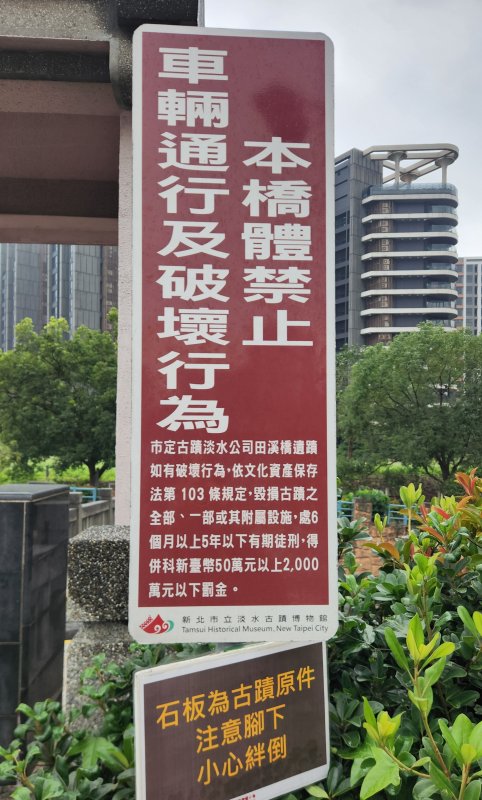 本橋體禁止
車輛通行及破壞行為
市定古蹟淡水公司田溪橋遺蹟
如有破壞行為，依文化資產保存
法第 103 條規定，毀損古蹟之
全部、一部或其附屬設施，處6
個月以上5年以下有期徒刑，得
併科新臺幣50萬元以上2,000
萬元以下罰金。
新北市立淡水古蹟博物館
Tamsui Historical Museum, New Taipei City
石板為古蹟原件
注意腳下
小心絆倒